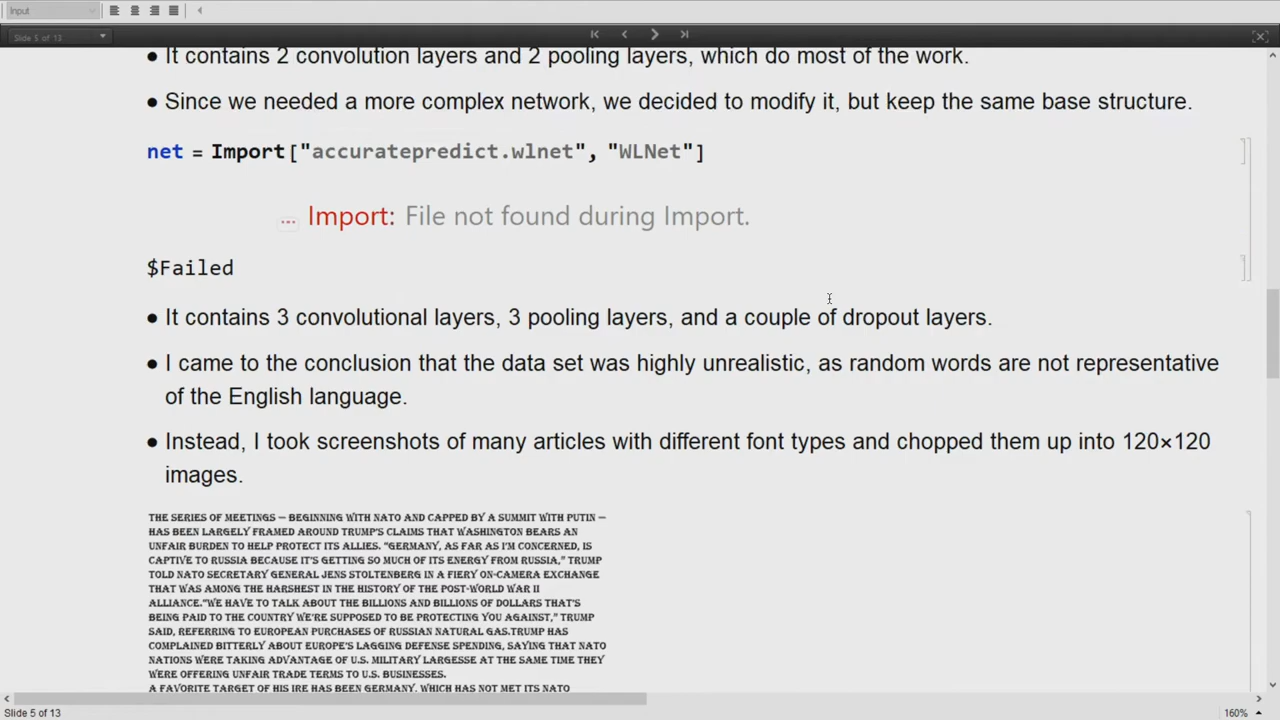 Input
Slide 5 of 13
● It contains 2 convolution layers and 2 pooling layers, which do most of the work.
● Since we needed a more complex network, we decided to modify it, but keep the same base structure.
net = Import["accuratepredict.wlnet", "WLNet"]
... Import: File not found during Import.
$Failed
● It contains 3 convolutional layers, 3 pooling layers, and a couple of dropout layers.
● I came to the conclusion that the data set was highly unrealistic, as random words are not representative
of the English language.
● Instead, I took screenshots of many articles with different font types and chopped them up into 120×120
images.
THE SERIES OF MEETINGS — BEGINNING WITH NATO AND CAPPED BY A SUMMIT WITH PUTIN —
HAS BEEN LARGELY FRAMED AROUND TRUMP'S CLAIMS THAT WASHINGTON BEARS AN
UNFAIR BURDEN TO HELP PROTECT ITS ALLIES. "GERMANY, AS FAR AS I'M CONCERNED, IS
CAPTIVE TO RUSSIA BECAUSE IT'S GETTING SO MUCH OF ITS ENERGY FROM RUSSIA," TRUMP
TOLD NATO SECRETARY GENERAL JENS STOLTENBERG IN A FIERY ON-CAMERA EXCHANGE
THAT WAS AMONG THE HARSHEST IN THE HISTORY OF THE POST-WORLD WAR II
ALLIANCE."WE HAVE TO TALK ABOUT THE BILLIONS AND BILLIONS OF DOLLARS THAT'S
BEING PAID TO THE COUNTRY WE'RE SUPPOSED TO BE PROTECTING YOU AGAINST," TRUMP
SAID, REFERRING TO EUROPEAN PURCHASES OF RUSSIAN NATURAL GAS.TRUMP HAS
COMPLAINED BITTERLY ABOUT EUROPE'S LAGGING DEFENSE SPENDING, SAYING THAT NATO
NATIONS WERE TAKING ADVANTAGE OF U.S. MILITARY LARGESSE AT THE SAME TIME THEY
WERE OFFERING UNFAIR TRADE TERMS TO U.S. BUSINESSES.
A FAVORITE TARGET OF HIS IRE HAS BEEN GERMANY, WHICH HAS NOT MET ITS NATO
Slide 5 of 13
160%